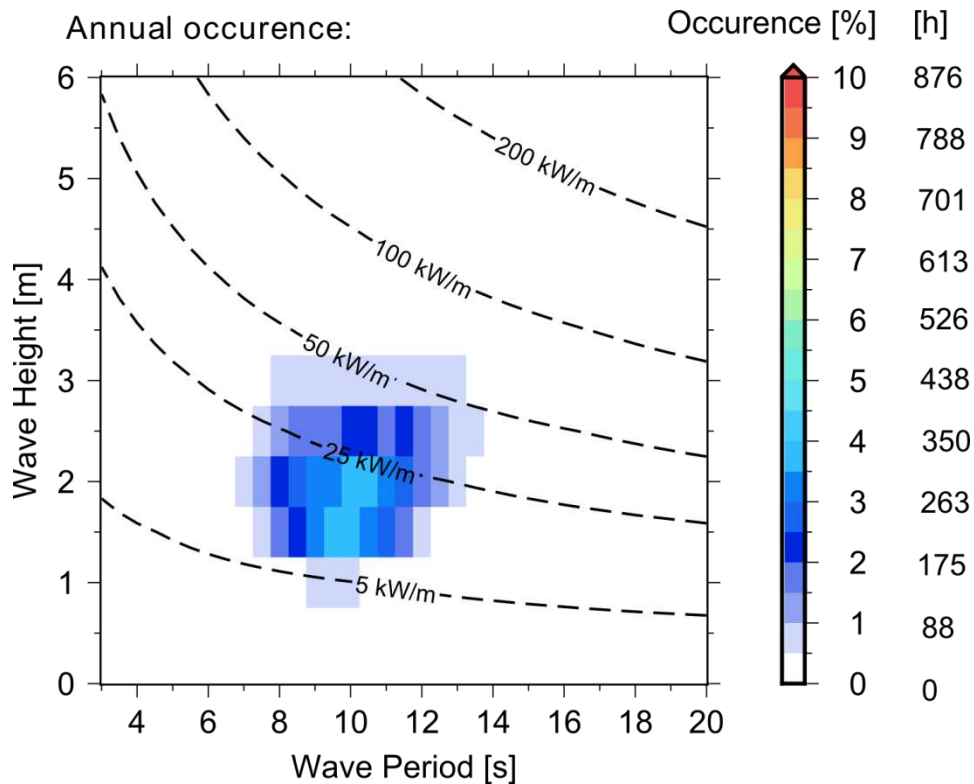 Annual occurence:
Occurence [%] [h]
6
5
4
3
2
1
0
Wave Height [m]
200 kW/m
100 kW/m
50 kW/m
25 kW/m
5 kW/m
4 6 8 10 12 14 16 18 20
Wave Period [s]
10 876
9 788
8 701
7 613
6 526
5 438
4 350
3 263
2 175
1 88
0 0